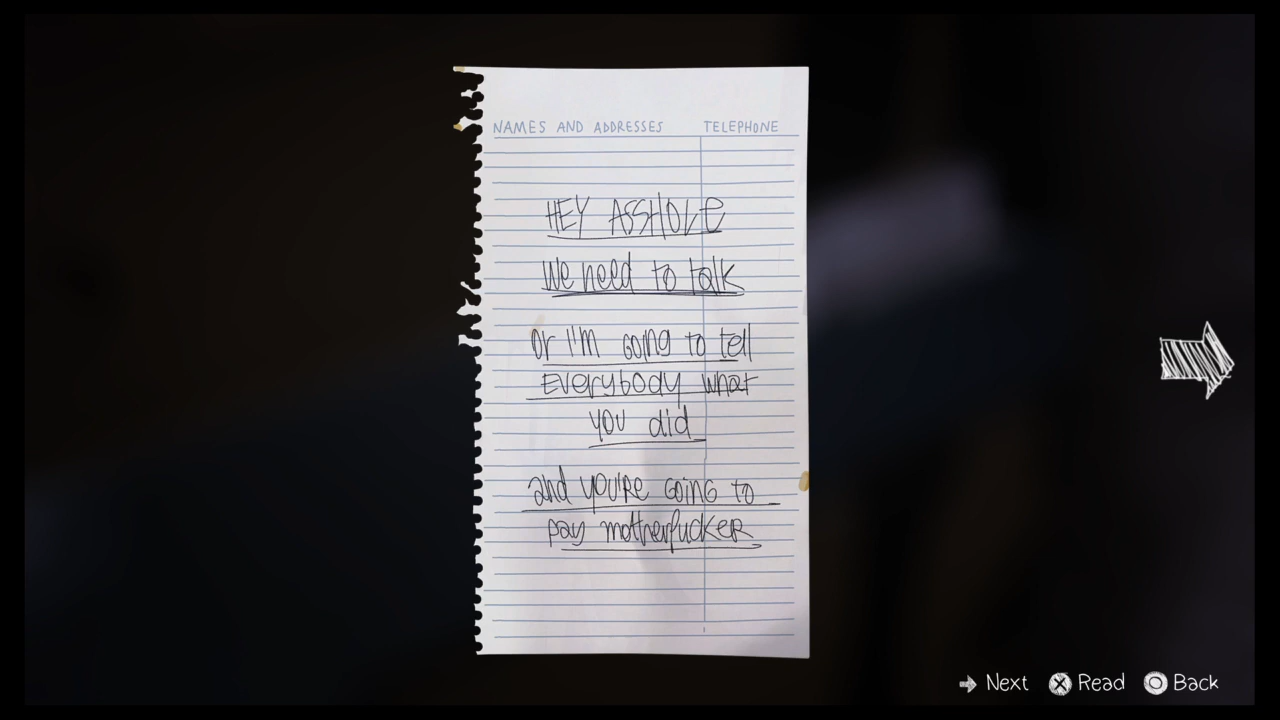 NAMES AND ADDRESSES TELEPHONE
HEY ASSHOLE
We need to talk
Or I'm going to tell
Everybody what
you did
and you're going to
pay motherfucker
Next Read Back